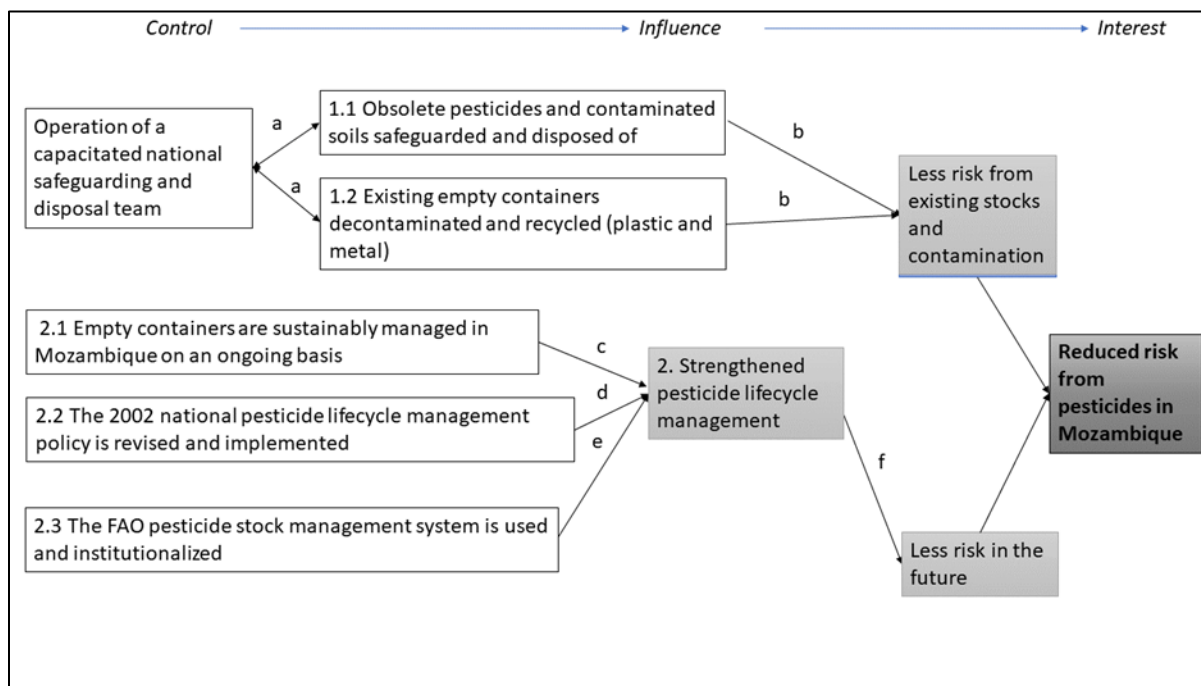 Control
Influence
Interest
Operation of a
capacitated national
safeguarding and
disposal team
a
a
1.1 Obsolete pesticides and contaminated
soils safeguarded and disposed of
1.2 Existing empty containers
decontaminated and recycled (plastic and
metal)
b
b
Less risk from
existing stocks
and
contamination
2.1 Empty containers are sustainably managed in
Mozambique on an ongoing basis
2.2 The 2002 national pesticide lifecycle management
policy is revised and implemented
2.3 The FAO pesticide stock management system is used
and institutionalized
c
d
e
2. Strengthened
pesticide lifecycle
management
f
Less risk in the
future
Reduced risk
from
pesticides in
Mozambique